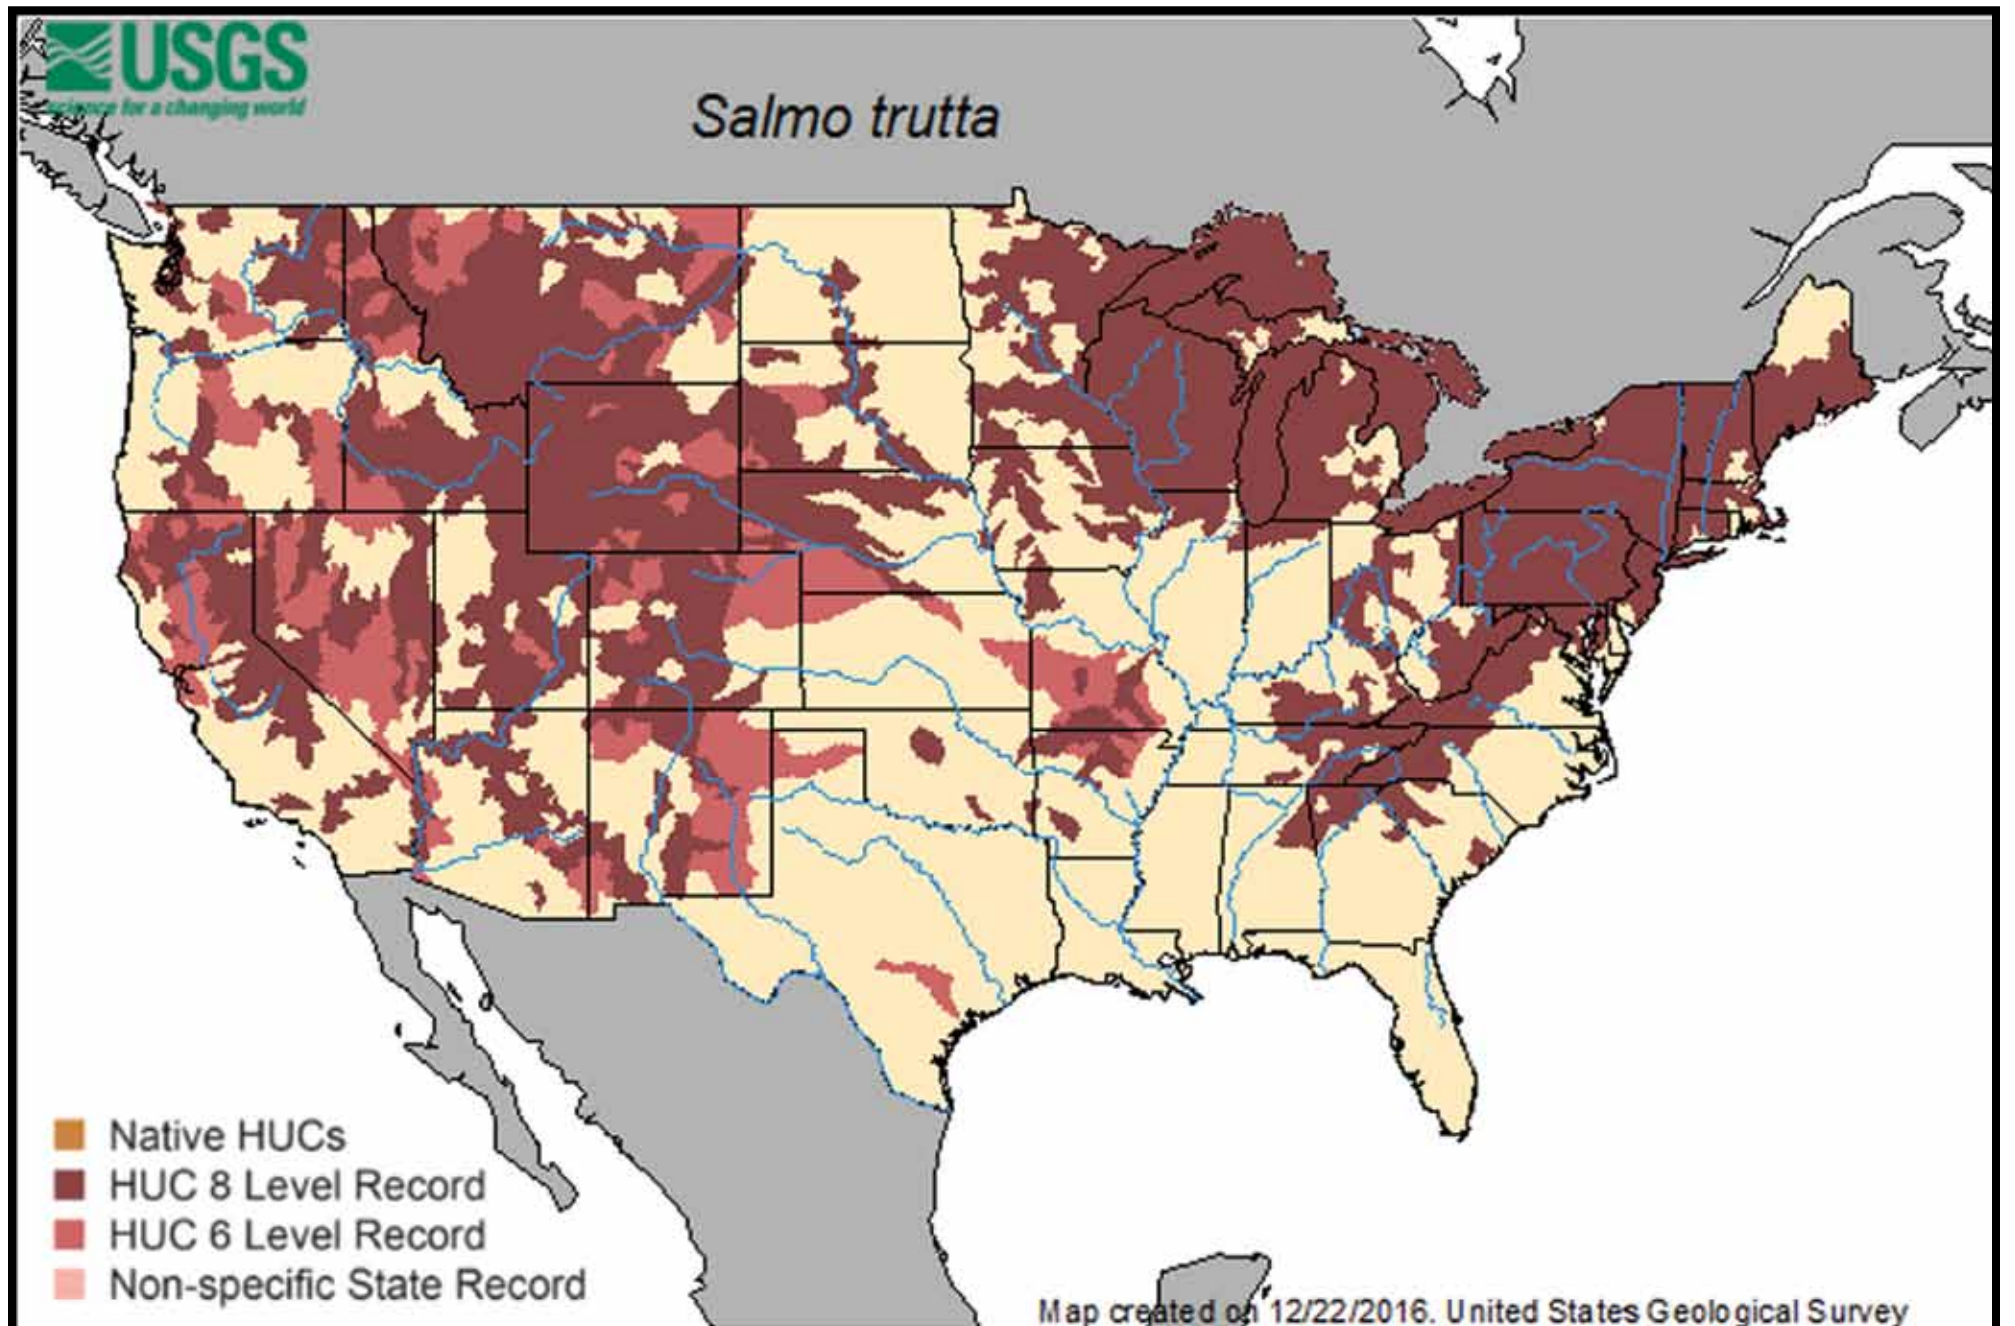 USGS
science for a changing world
Salmo trutta
Native HUCs
HUC 8 Level Record
HUC 6 Level Record
Non-specific State Record
Map created on 12/22/2016. United States Geological Survey